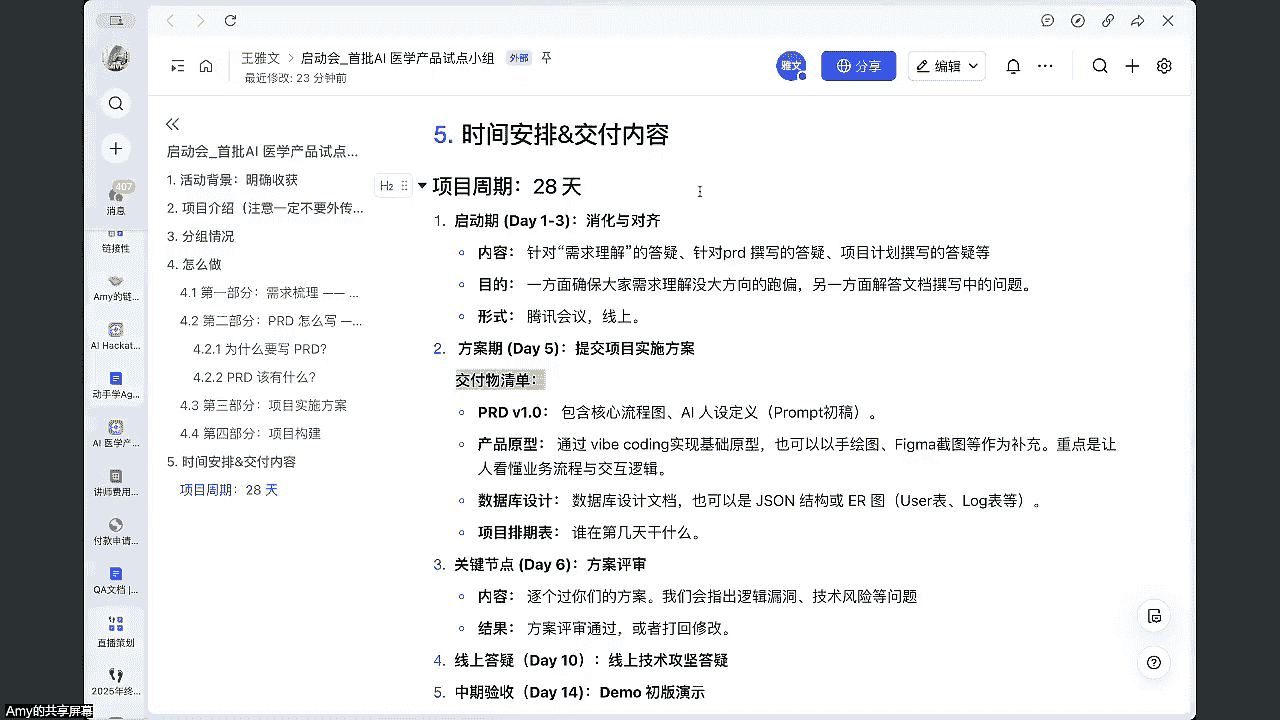 王雅文 > 启动会_首批AI 医学产品试点小组 外部
最近修改: 23 分钟前
雅文
分享
编辑
407
消息
链接性
Amy的链...
AI Hackat...
动手学Ag...
AI 医学产...
讲师费用...
付款申请...
QA文档 |...
直播策划
2025年终...
启动会_首批AI 医学产品试点...
1. 活动背景：明确收获
2. 项目介绍（注意一定不要外传...
3. 分组情况
4. 怎么做
4.1 第一部分：需求梳理 —— ...
4.2 第二部分：PRD 怎么写 —...
4.2.1 为什么要写 PRD?
4.2.2 PRD 该有什么?
4.3 第三部分：项目实施方案
4.4 第四部分：项目构建
5. 时间安排&交付内容
项目周期：28 天
5. 时间安排&交付内容
H2 项目周期：28 天
1. 启动期 (Day 1-3)：消化与对齐
内容： 针对“需求理解”的答疑、针对prd 撰写的答疑、项目计划撰写的答疑等
目的： 一方面确保大家需求理解没大方向的跑偏，另一方面解答文档撰写中的问题。
形式： 腾讯会议，线上。
2. 方案期 (Day 5)：提交项目实施方案
交付物清单：
PRD v1.0： 包含核心流程图、AI 人设定义（Prompt初稿）。
产品原型： 通过 vibe coding实现基础原型，也可以以手绘图、Figma截图等作为补充。重点是让
人看懂业务流程与交互逻辑。
数据库设计： 数据库设计文档，也可以是 JSON 结构或 ER 图（User表、Log表等）。
项目排期表： 谁在第几天干什么。
3. 关键节点 (Day 6)：方案评审
内容： 逐个过你们的方案。我们会指出逻辑漏洞、技术风险等问题
结果： 方案评审通过，或者打回修改。
4. 线上答疑（Day 10）：线上技术攻坚答疑
5. 中期验收（Day 14)：Demo 初版演示
Amy的共享屏幕